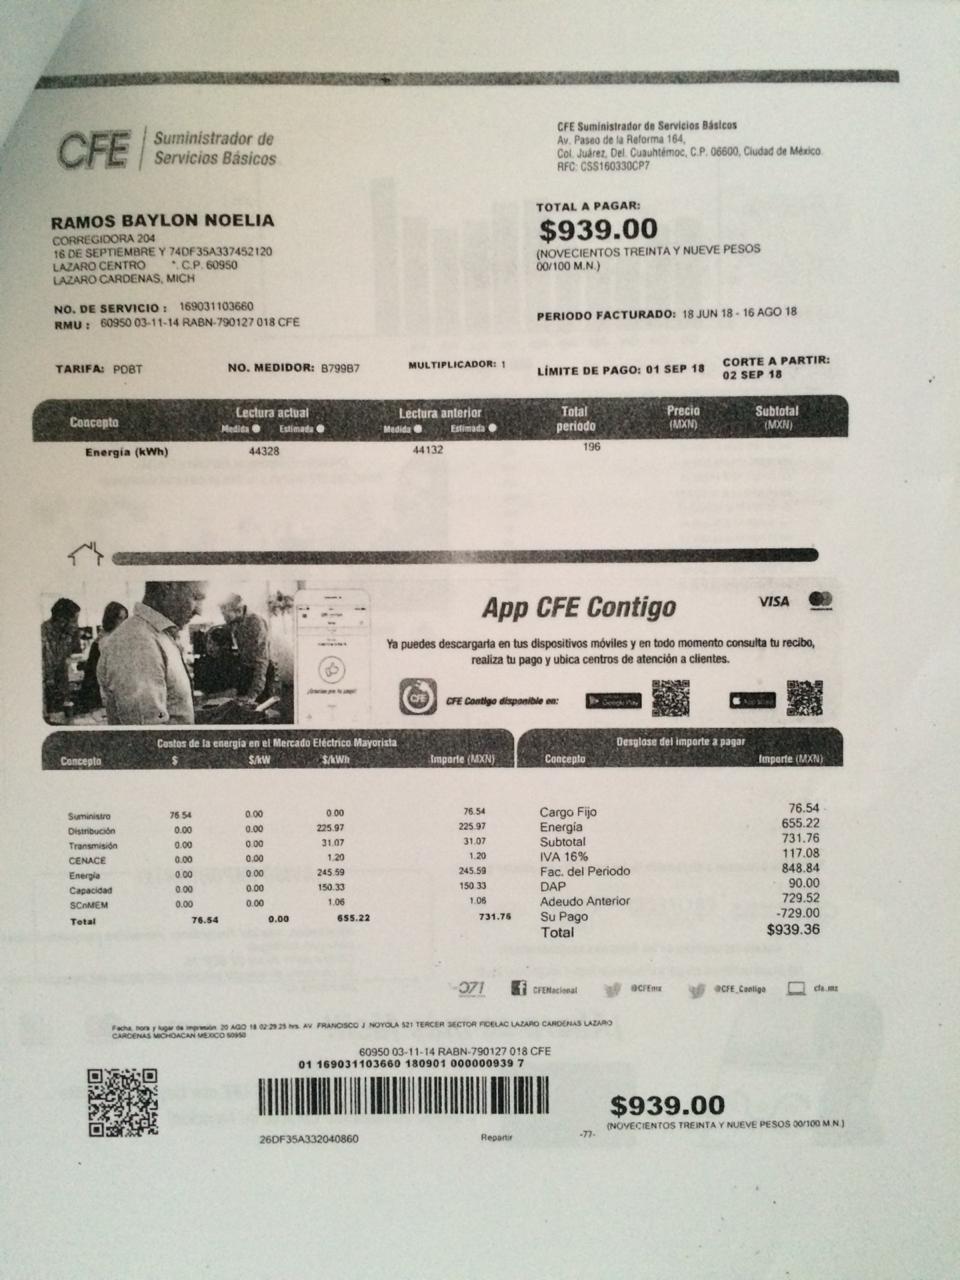 CFE Suministrador de
Servicios Básicos
CFE Suministrador de Servicios Básicos
Av. Paseo de la Reforma 164,
Col. Juárez, Del. Cuauhtémoc, C.P. 06600, Ciudad de México.
RFC: CSS160330CP7
RAMOS BAYLON NOELIA
CORREGIDORA 204
16 DE SEPTIEMBRE Y 74DF35A337452120
LAZARO CENTRO *. C.P. 60950
LAZARO CARDENAS, MICH
TOTAL A PAGAR:
$939.00
(NOVECIENTOS TREINTA Y NUEVE PESOS
00/100 M.N.)
NO. DE SERVICIO : 169031103660
RMU : 60950 03-11-14 RABN-790127 018 CFE
PERIODO FACTURADO: 18 JUN 18 - 16 AGO 18
TARIFA: PDBT NO. MEDIDOR: B799B7 MULTIPLICADOR: 1 LÍMITE DE PAGO: 01 SEP 18 CORTE A PARTIR:
02 SEP 18
Concepto Lectura actual Lectura anterior Total periodo Precio (MXN) Subtotal (MXN)
Medida Estimada Medida Estimada
Energía (kWh) 44328 44132 196
App CFE Contigo VISA
Ya puedes descargarla en tus dispositivos móviles y en todo momento consulta tu recibo,
realiza tu pago y ubica centros de atención a clientes.
CFE CFE Contigo disponible en: Google Play
Costos de la energía en el Mercado Eléctrico Mayorista
Concepto $ $/kW $/kWh Importe (MXN)
Suministro 76.54 0.00 0.00 76.54
Distribución 0.00 0.00 225.97 225.97
Transmisión 0.00 0.00 31.07 31.07
CENACE 0.00 0.00 1.20 1.20
Energía 0.00 0.00 245.59 245.59
Capacidad 0.00 0.00 150.33 150.33
SCnMEM 0.00 0.00 1.06 1.06
Total 76.54 0.00 655.22 731.76
Desglose del importe a pagar
Concepto Importe (MXN)
Cargo Fijo 76.54
Energía 655.22
Subtotal 731.76
IVA 16% 117.08
Fac. del Periodo 848.84
DAP 90.00
Adeudo Anterior 729.52
Su Pago -729.00
Total $939.36
071 CFENacional @CFEmx @CFE_Contigo cfe.mx
Fecha, hora y lugar de impresión: 20 AGO 18 02:29:25 hrs. AV FRANCISCO J NOYOLA 521 TERCER SECTOR FIDELAC LAZARO CARDENAS LAZARO
CARDENAS MICHOACAN MEXICO 60950
60950 03-11-14 RABN-790127 018 CFE
01 169031103660 180901 000000939 7
26DF35A332040860 Repartir -77-
$939.00
(NOVECIENTOS TREINTA Y NUEVE PESOS 00/100 M.N.)